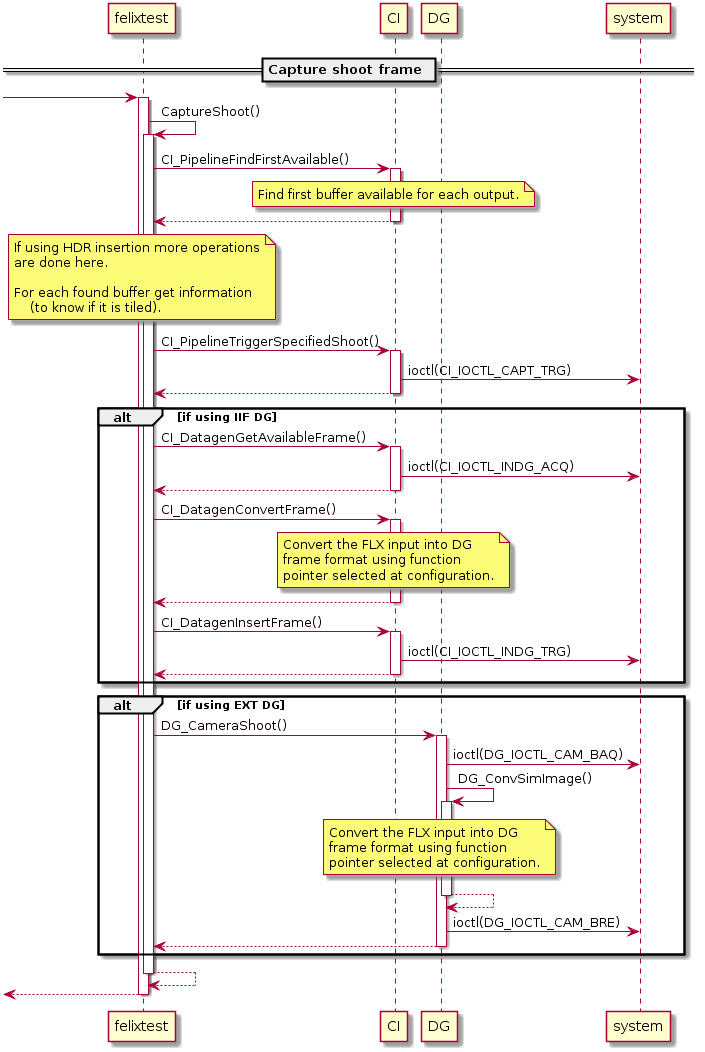 felixtest CI DG system
Capture shoot frame
CaptureShoot()
CI_PipelineFindFirstAvailable()
Find first buffer available for each output.
If using HDR insertion more operations
are done here.
For each found buffer get information
(to know if it is tiled).
CI_PipelineTriggerSpecifiedShoot()
ioctl(CI_IOCTL_CAPT_TRG)
alt [if using IIF DG]
CI_DatagenGetAvailableFrame()
ioctl(CI_IOCTL_INDG_ACQ)
CI_DatagenConvertFrame()
Convert the FLX input into DG
frame format using function
pointer selected at configuration.
CI_DatagenInsertFrame()
ioctl(CI_IOCTL_INDG_TRG)
alt [if using EXT DG]
DG_CameraShoot()
ioctl(DG_IOCTL_CAM_BAQ)
DG_ConvSimImage()
Convert the FLX input into DG
frame format using function
pointer selected at configuration.
ioctl(DG_IOCTL_CAM_BRE)
felixtest CI DG system